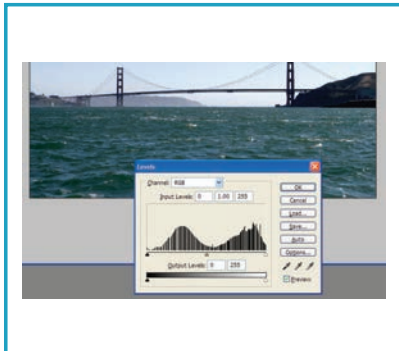 Levels
Channel: RGB
OK
Input Levels: 0 1.00 255
Cancel
Load...
Save...
Auto
Options...
Output Levels: 0 255
Preview